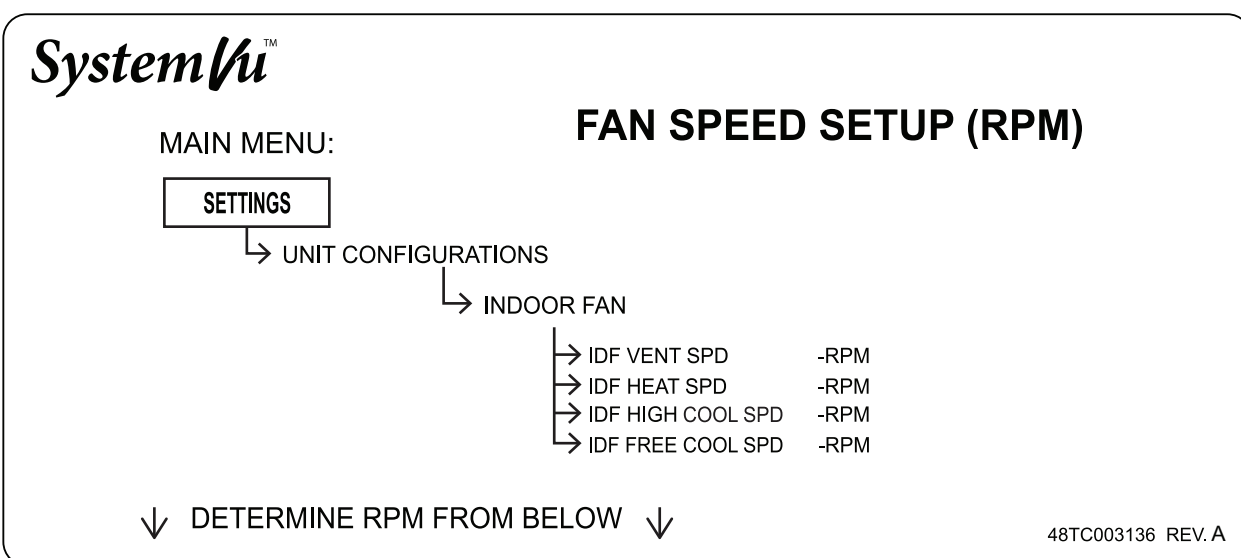 SystemVu™
FAN SPEED SETUP (RPM)
MAIN MENU:
SETTINGS
UNIT CONFIGURATIONS
INDOOR FAN
IDF VENT SPD -RPM
IDF HEAT SPD -RPM
IDF HIGH COOL SPD -RPM
IDF FREE COOL SPD -RPM
DETERMINE RPM FROM BELOW
48TC003136 REV. A